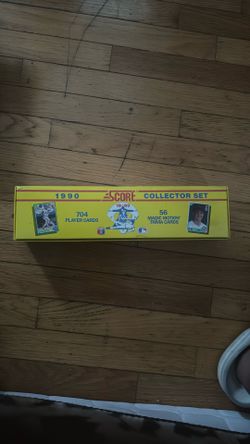 1990
SCORE
COLLECTOR SET
704
PLAYER CARDS
56
MAGIC MOTION
TRIVIA CARDS